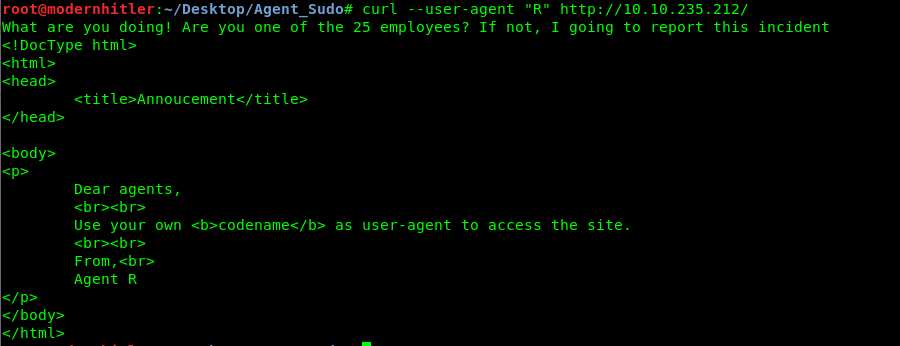 root@modernhitler:~/Desktop/Agent_Sudo# curl --user-agent "R" http://10.10.235.212/
What are you doing! Are you one of the 25 employees? If not, I going to report this incident
<!DocType html>
<html>
<head>
	<title>Annoucement</title>
</head>

<body>
<p>
	Dear agents,
	<br><br>
	Use your own <b>codename</b> as user-agent to access the site.
	<br><br>
	From,<br>
	Agent R
</p>
</body>
</html>